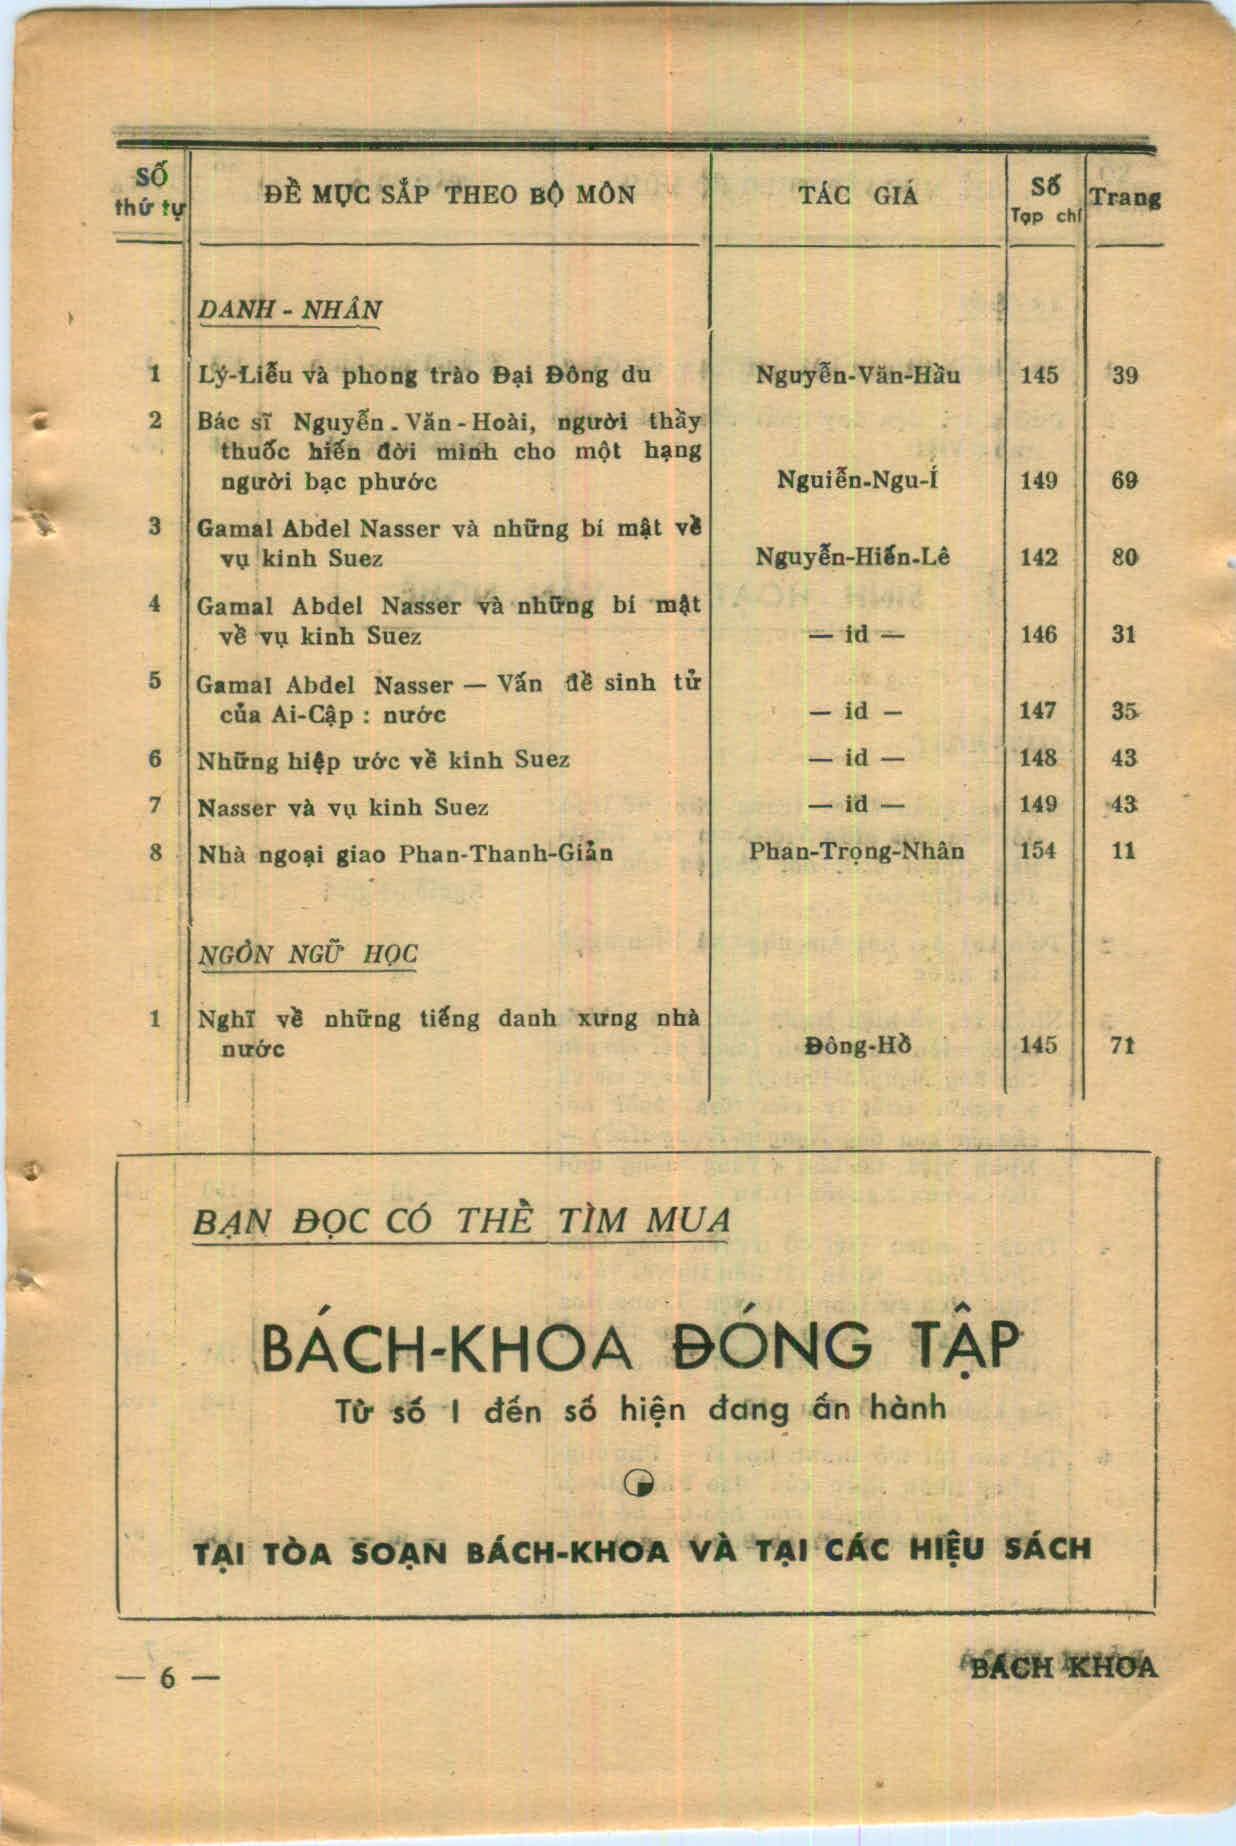 Số thứ tự | ĐỀ MỤC SẮP THEO BỘ MÔN | TÁC GIẢ | Số Tạp chí | Trang
DANH - NHÂN
1 | Lý-Liễu và phong trào Đại Đông du | Nguyễn-Văn-Hầu | 145 | 39
2 | Bác sĩ Nguyễn - Văn - Hoài, người thầy
thuốc hiến đời mình cho một hạng
người bạc phước | Nguiễn-Ngu-Í | 149 | 69
3 | Gamal Abdel Nasser và những bí mật về
vụ kinh Suez | Nguyễn-Hiến-Lê | 142 | 80
4 | Gamal Abdel Nasser và những bí mật
về vụ kinh Suez | — id — | 146 | 31
5 | Gamal Abdel Nasser — Vấn đề sinh tử
của Ai-Cập : nước | — id — | 147 | 35
6 | Những hiệp ước về kinh Suez | — id — | 148 | 43
7 | Nasser và vụ kinh Suez | — id — | 149 | 43
8 | Nhà ngoại giao Phan-Thanh-Giản | Phan-Trọng-Nhân | 154 | 11
NGÔN NGỮ HỌC
1 | Nghĩ về những tiếng danh xưng nhà
nước | Đông-Hồ | 145 | 71
BẠN ĐỌC CÓ THỂ TÌM MUA
BÁCH-KHOA ĐÓNG TẬP
Từ số 1 đến số hiện đang ấn hành
TẠI TÒA SOẠN BÁCH-KHOA VÀ TẠI CÁC HIỆU SÁCH
— 6 —
BÁCH KHOA